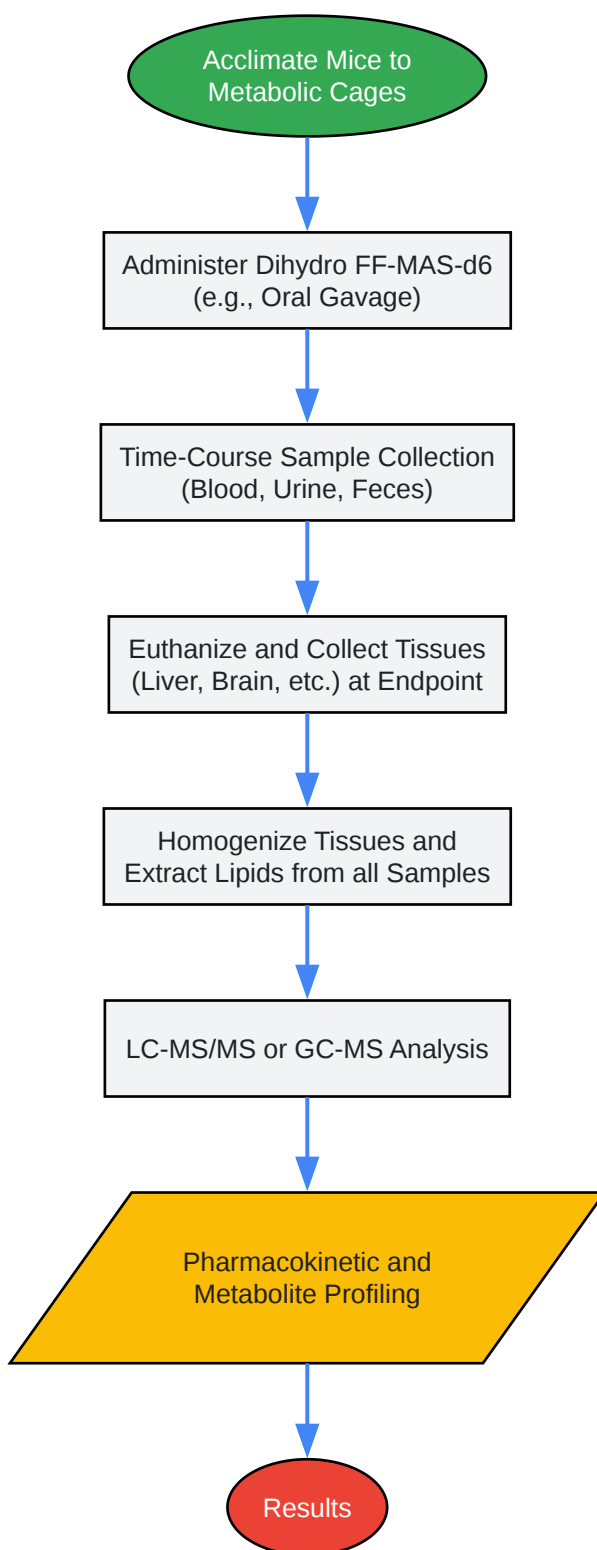 Acclimate Mice to
Metabolic Cages
Administer Dihydro FF-MAS-d6
(e.g., Oral Gavage)
Time-Course Sample Collection
(Blood, Urine, Feces)
Euthanize and Collect Tissues
(Liver, Brain, etc.) at Endpoint
Homogenize Tissues and
Extract Lipids from all Samples
LC-MS/MS or GC-MS Analysis
Pharmacokinetic and
Metabolite Profiling
Results